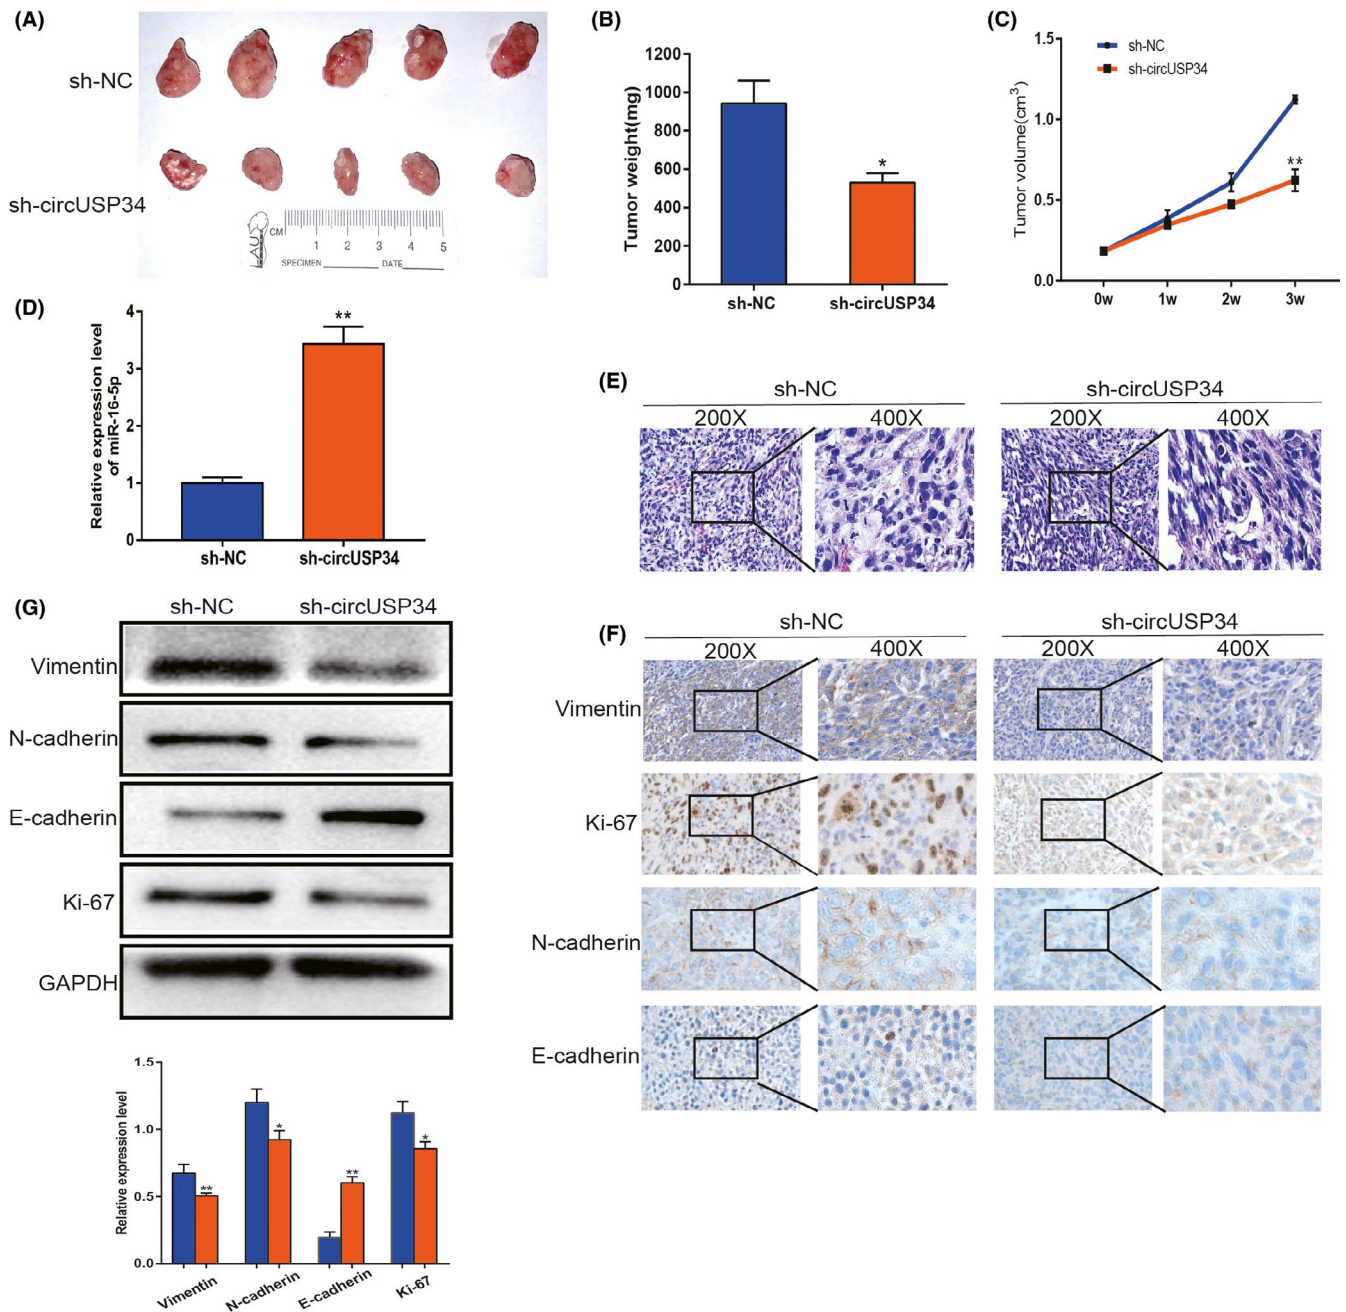 (A)
sh-NC
sh-circUSP34
CM
1 2 3 4 5
SPECIMEN DATE
(B)
Tumor weight(mg)
1200
1000
800
600
400
200
0
*
sh-NC sh-circUSP34
(C)
Tumor volume(cm3)
1.5
1.0
0.5
0.0
sh-NC
sh-circUSP34
**
0w 1w 2w 3w
(D)
Relative expression level
of miR-16-5p
4
3
2
1
0
**
sh-NC sh-circUSP34
(E)
sh-NC sh-circUSP34
200X 400X 200X 400X
(G)
sh-NC sh-circUSP34
Vimentin
N-cadherin
E-cadherin
Ki-67
GAPDH
Relative expression level
1.5
1.0
0.5
0.0
** * ** *
Vimentin N-cadherin E-cadherin Ki-67
(F)
sh-NC sh-circUSP34
200X 400X 200X 400X
Vimentin
Ki-67
N-cadherin
E-cadherin